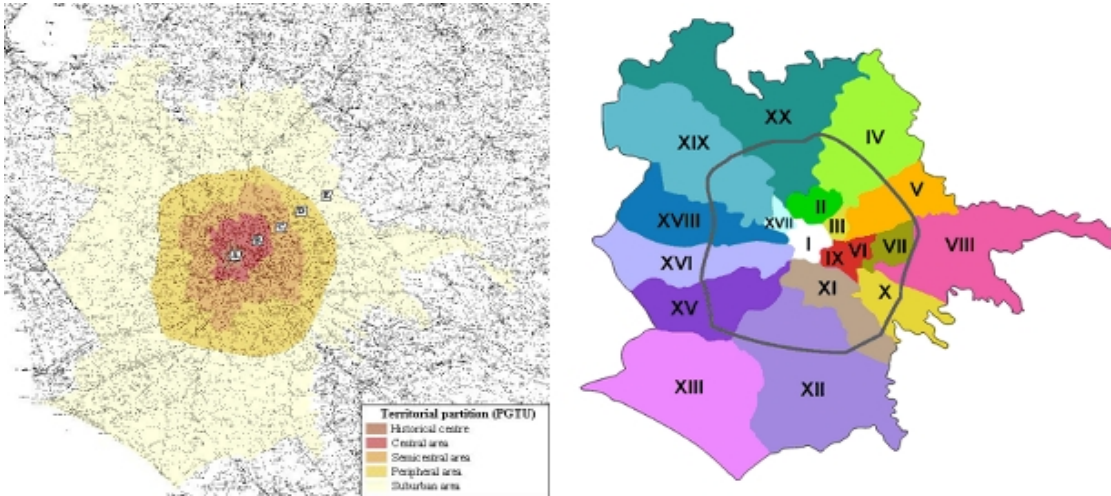 E
D
C
B
A
Territorial partition (PGTU)
Historical centre
Central area
Semicentral area
Peripheral area
Suburban area
XX
IV
XIX
V
II
XVII
III
XVIII
I
VI
VII
VIII
IX
XVI
XI
X
XV
XIII
XII